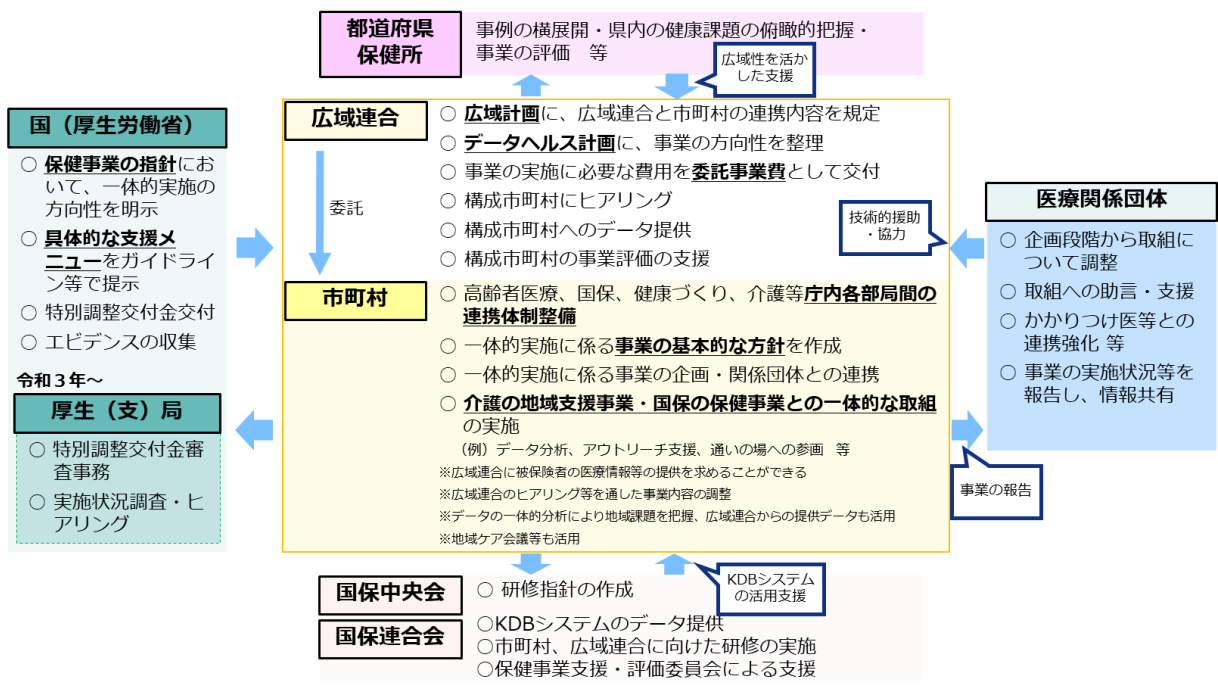 都道府県
保健所
事例の横展開・県内の健康課題の俯瞰的把握・
事業の評価　等
広域性を活か
した支援
国（厚生労働省）
○ 保健事業の指針にお
いて、一体的実施の
方向性を明示
○ 具体的な支援メ
ニューをガイドライ
ン等で提示
○ 特別調整交付金交付
○ エビデンスの収集
令和３年～
厚生（支）局
○ 特別調整交付金審
査事務
○ 実施状況調査・ヒ
アリング
広域連合
○ 広域計画に、広域連合と市町村の連携内容を規定
○ データヘルス計画に、事業の方向性を整理
○ 事業の実施に必要な費用を委託事業費として交付
○ 構成市町村にヒアリング
○ 構成市町村へのデータ提供
○ 構成市町村の事業評価の支援
委託
市町村
○ 高齢者医療、国保、健康づくり、介護等庁内各部局間の
連携体制整備
○ 一体的実施に係る事業の基本的な方針を作成
○ 一体的実施に係る事業の企画・関係団体との連携
○ 介護の地域支援事業・国保の保健事業との一体的な取組
の実施
（例）データ分析、アウトリーチ支援、通いの場への参画　等
※広域連合に被保険者の医療情報等の提供を求めることができる
※広域連合のヒアリング等を通した事業内容の調整
※データの一体的分析により地域課題を把握、広域連合からの提供データも活用
※地域ケア会議等も活用
技術的援助
・協力
医療関係団体
○ 企画段階から取組に
ついて調整
○ 取組への助言・支援
○ かかりつけ医等との
連携強化 等
○ 事業の実施状況等を
報告し、情報共有
事業の報告
KDBシステム
の活用支援
国保中央会
○ 研修指針の作成
国保連合会
○KDBシステムのデータ提供
○市町村、広域連合に向けた研修の実施
○保健事業支援・評価委員会による支援